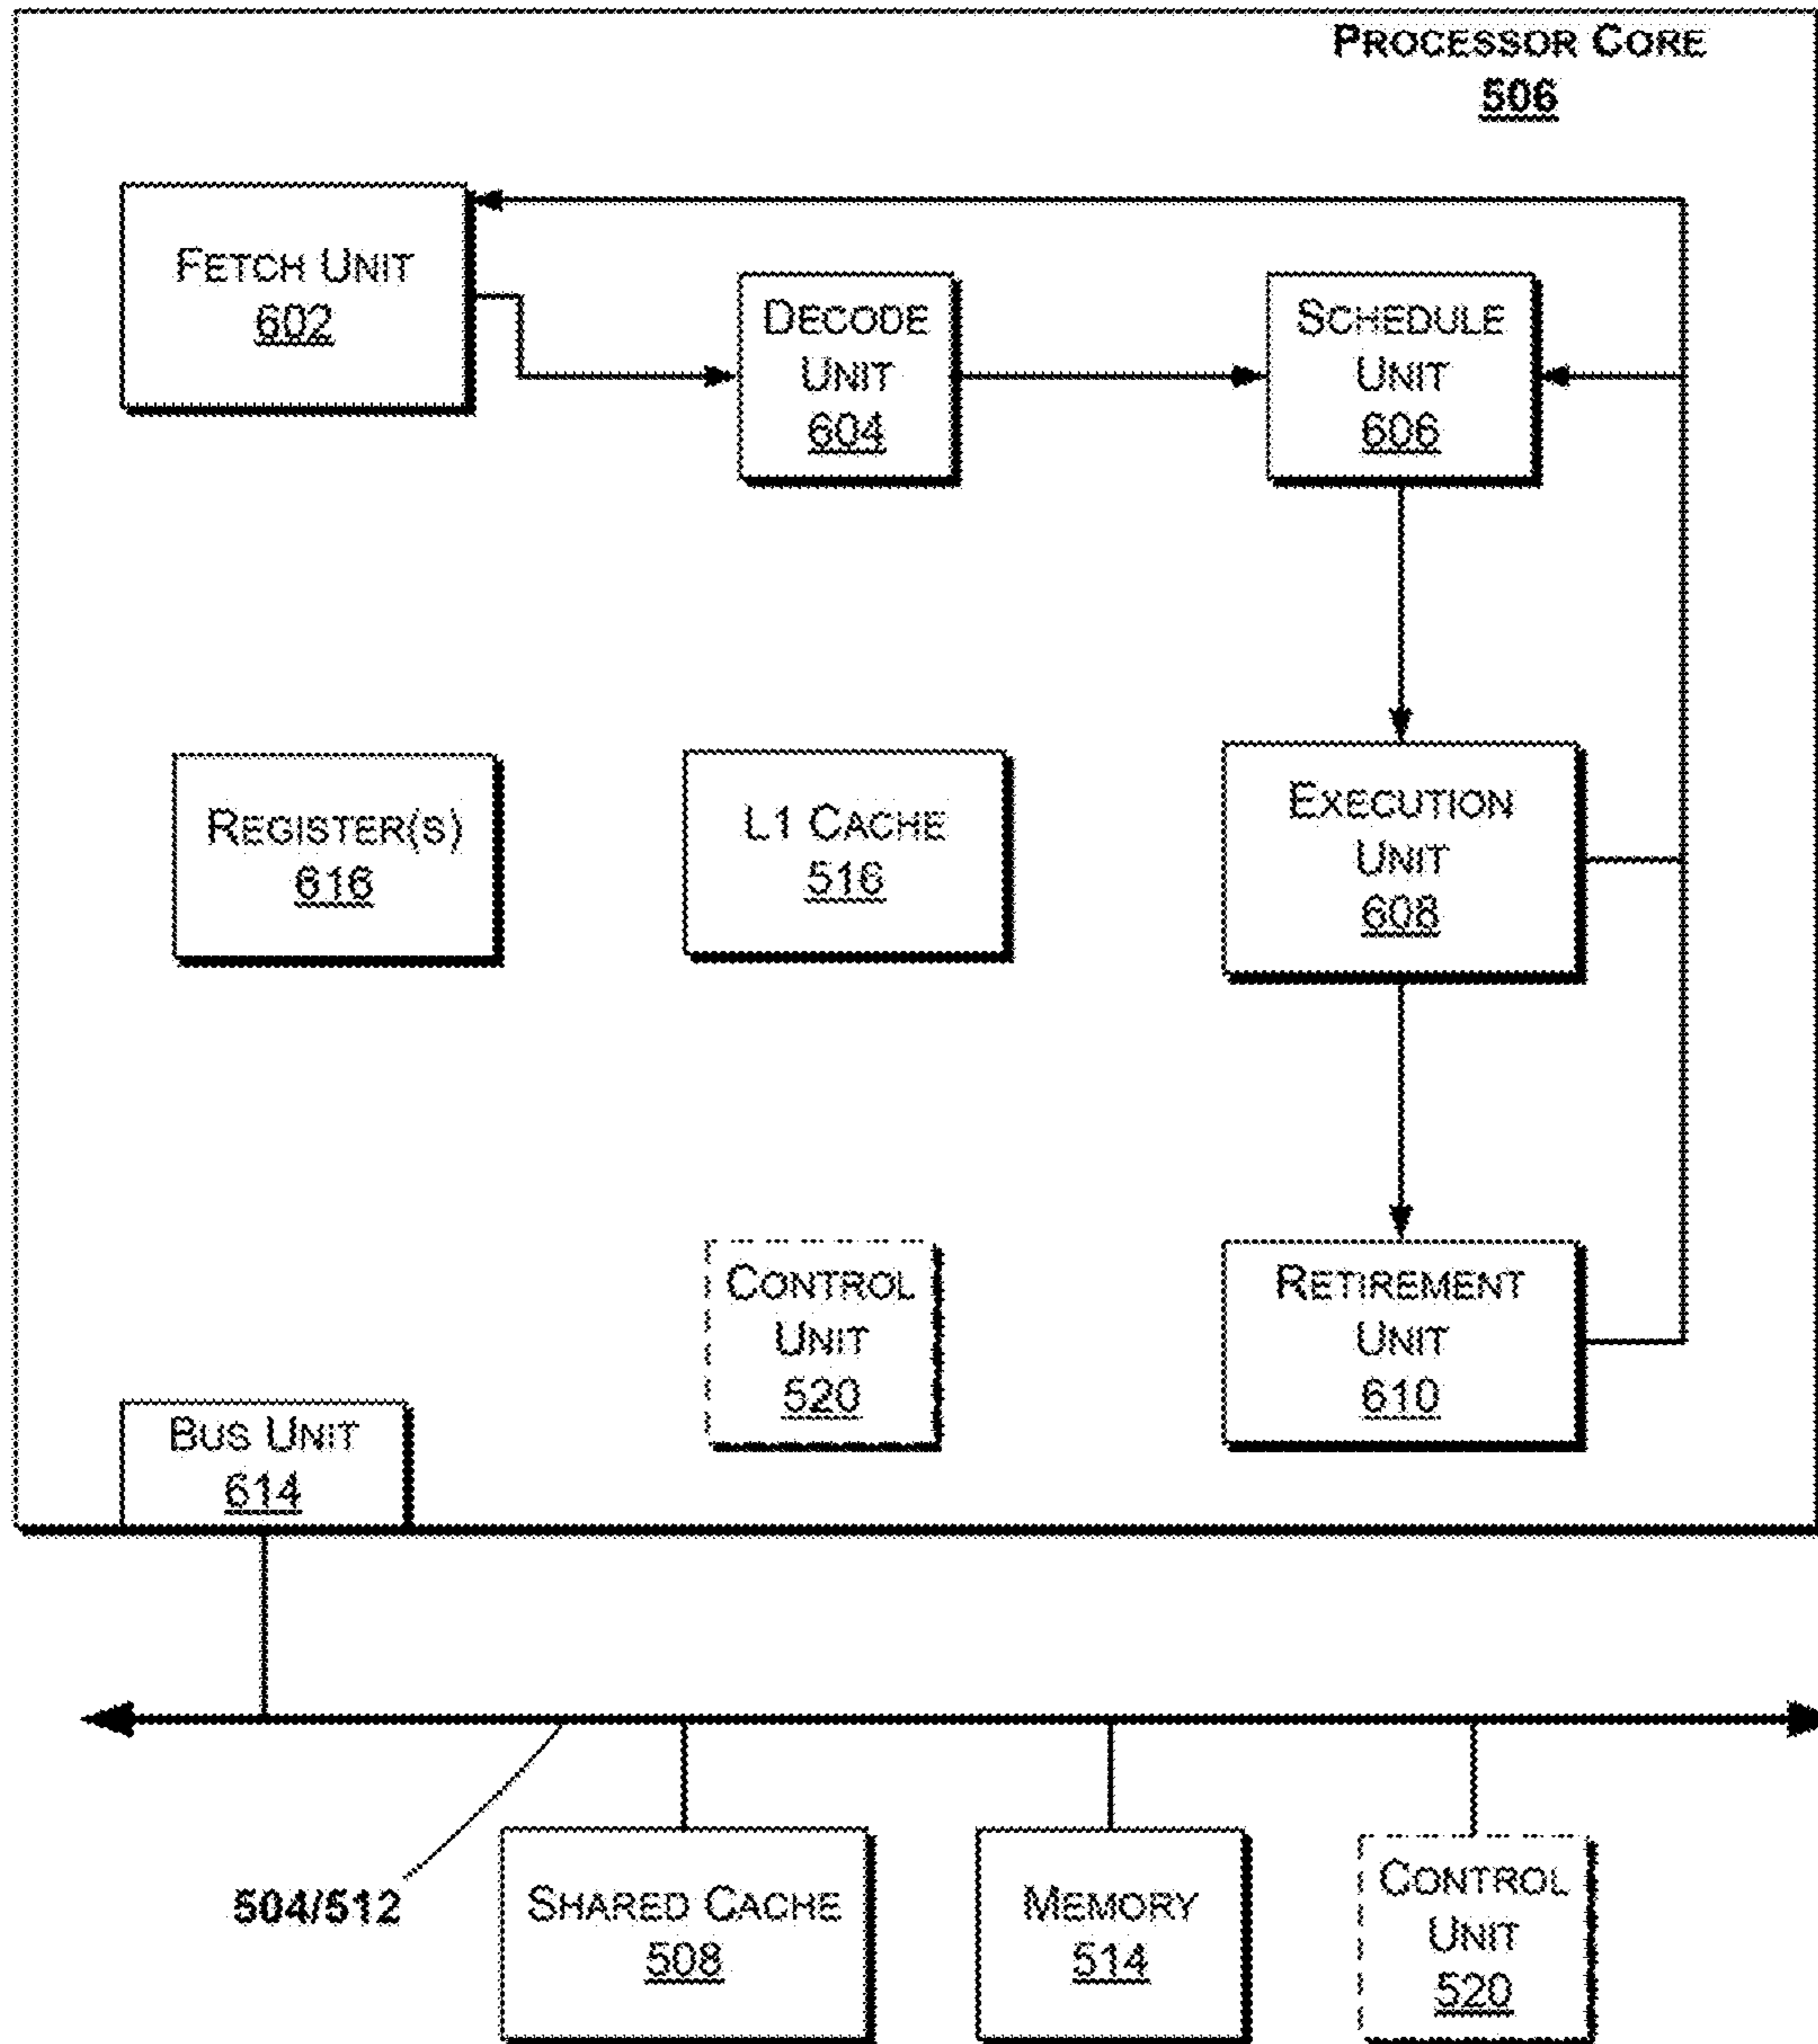 PROCESSOR CORE
506
FETCH UNIT
602
DECODE
UNIT
604
SCHEDULE
UNIT
606
REGISTER(S)
616
L1 CACHE
516
EXECUTION
UNIT
608
CONTROL
UNIT
520
RETIREMENT
UNIT
610
BUS UNIT
614
504/512
SHARED CACHE
508
MEMORY
514
CONTROL
UNIT
520